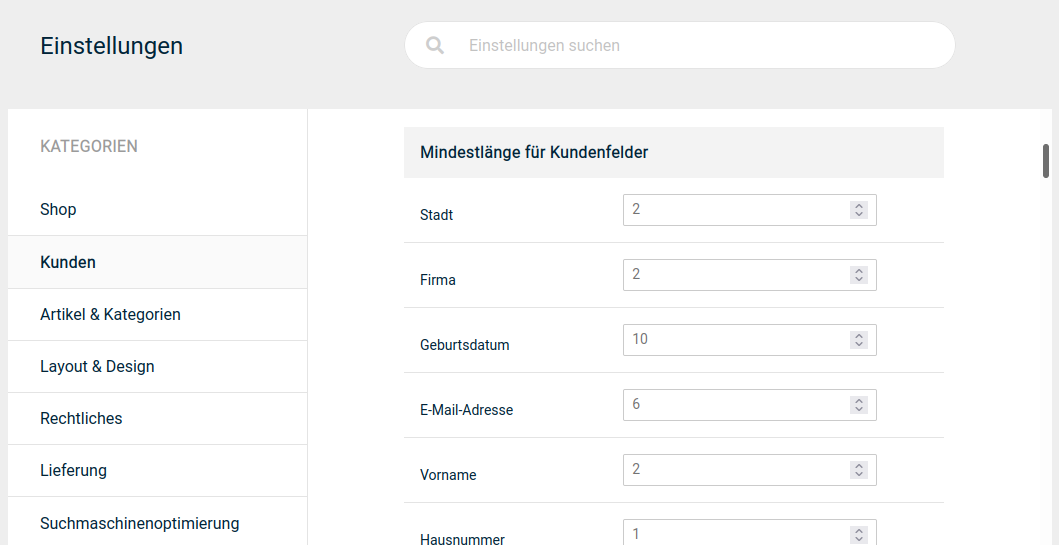 Einstellungen
Einstellungen suchen
KATEGORIEN
Shop
Kunden
Artikel & Kategorien
Layout & Design
Rechtliches
Lieferung
Suchmaschinenoptimierung
Mindestlänge für Kundenfelder
Stadt 2
Firma 2
Geburtsdatum 10
E-Mail-Adresse 6
Vorname 2
Hausnummer 1